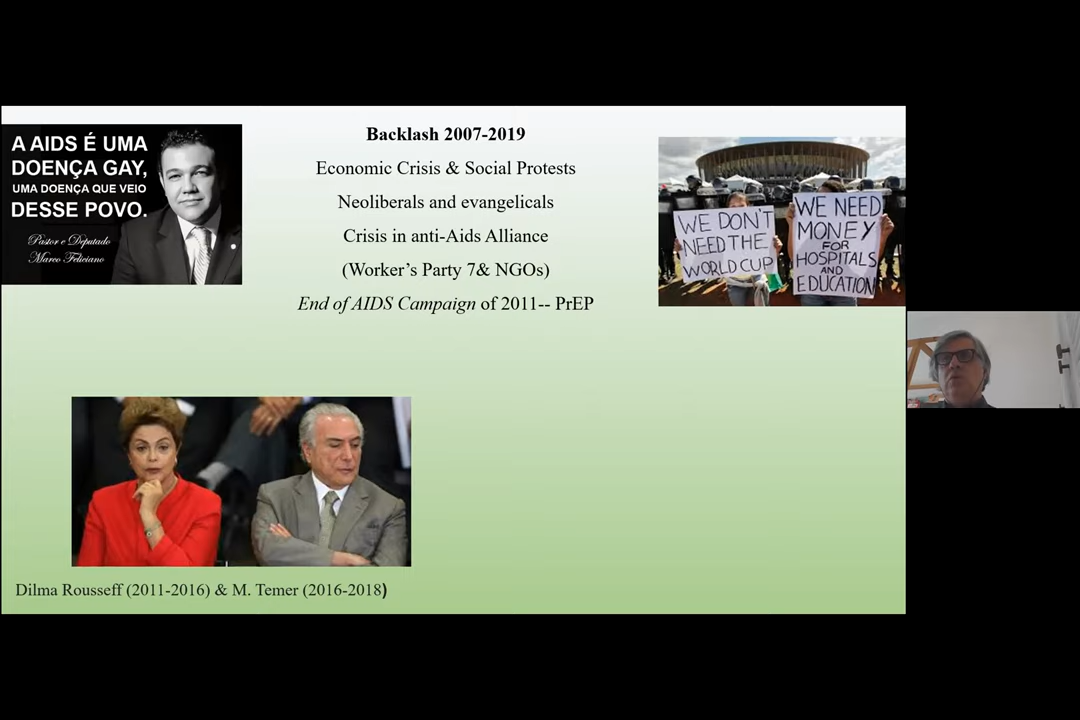 A AIDS É UMA
DOENÇA GAY,
UMA DOENÇA QUE VEIO
DESSE POVO.
Pastor e Deputado
Marco Feliciano
Backlash 2007-2019
Economic Crisis & Social Protests
Neoliberals and evangelicals
Crisis in anti-Aids Alliance
(Worker's Party 7& NGOs)
End of AIDS Campaign of 2011-- PrEP
WE DON'T
NEED THE
WORLD CUP
WE NEED
MONEY
FOR
HOSPITALS
AND
EDUCATION
Dilma Rousseff (2011-2016) & M. Temer (2016-2018)